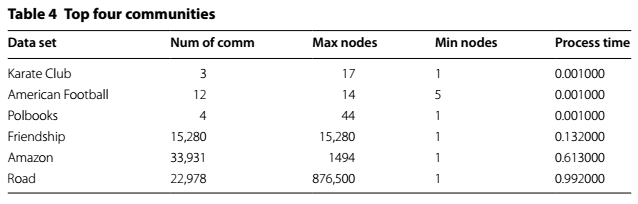 Table 4 Top four communities
Data set Num of comm Max nodes Min nodes Process time
Karate Club 3 17 1 0.001000
American Football 12 14 5 0.001000
Polbooks 4 44 1 0.001000
Friendship 15,280 15,280 1 0.132000
Amazon 33,931 1494 1 0.613000
Road 22,978 876,500 1 0.992000